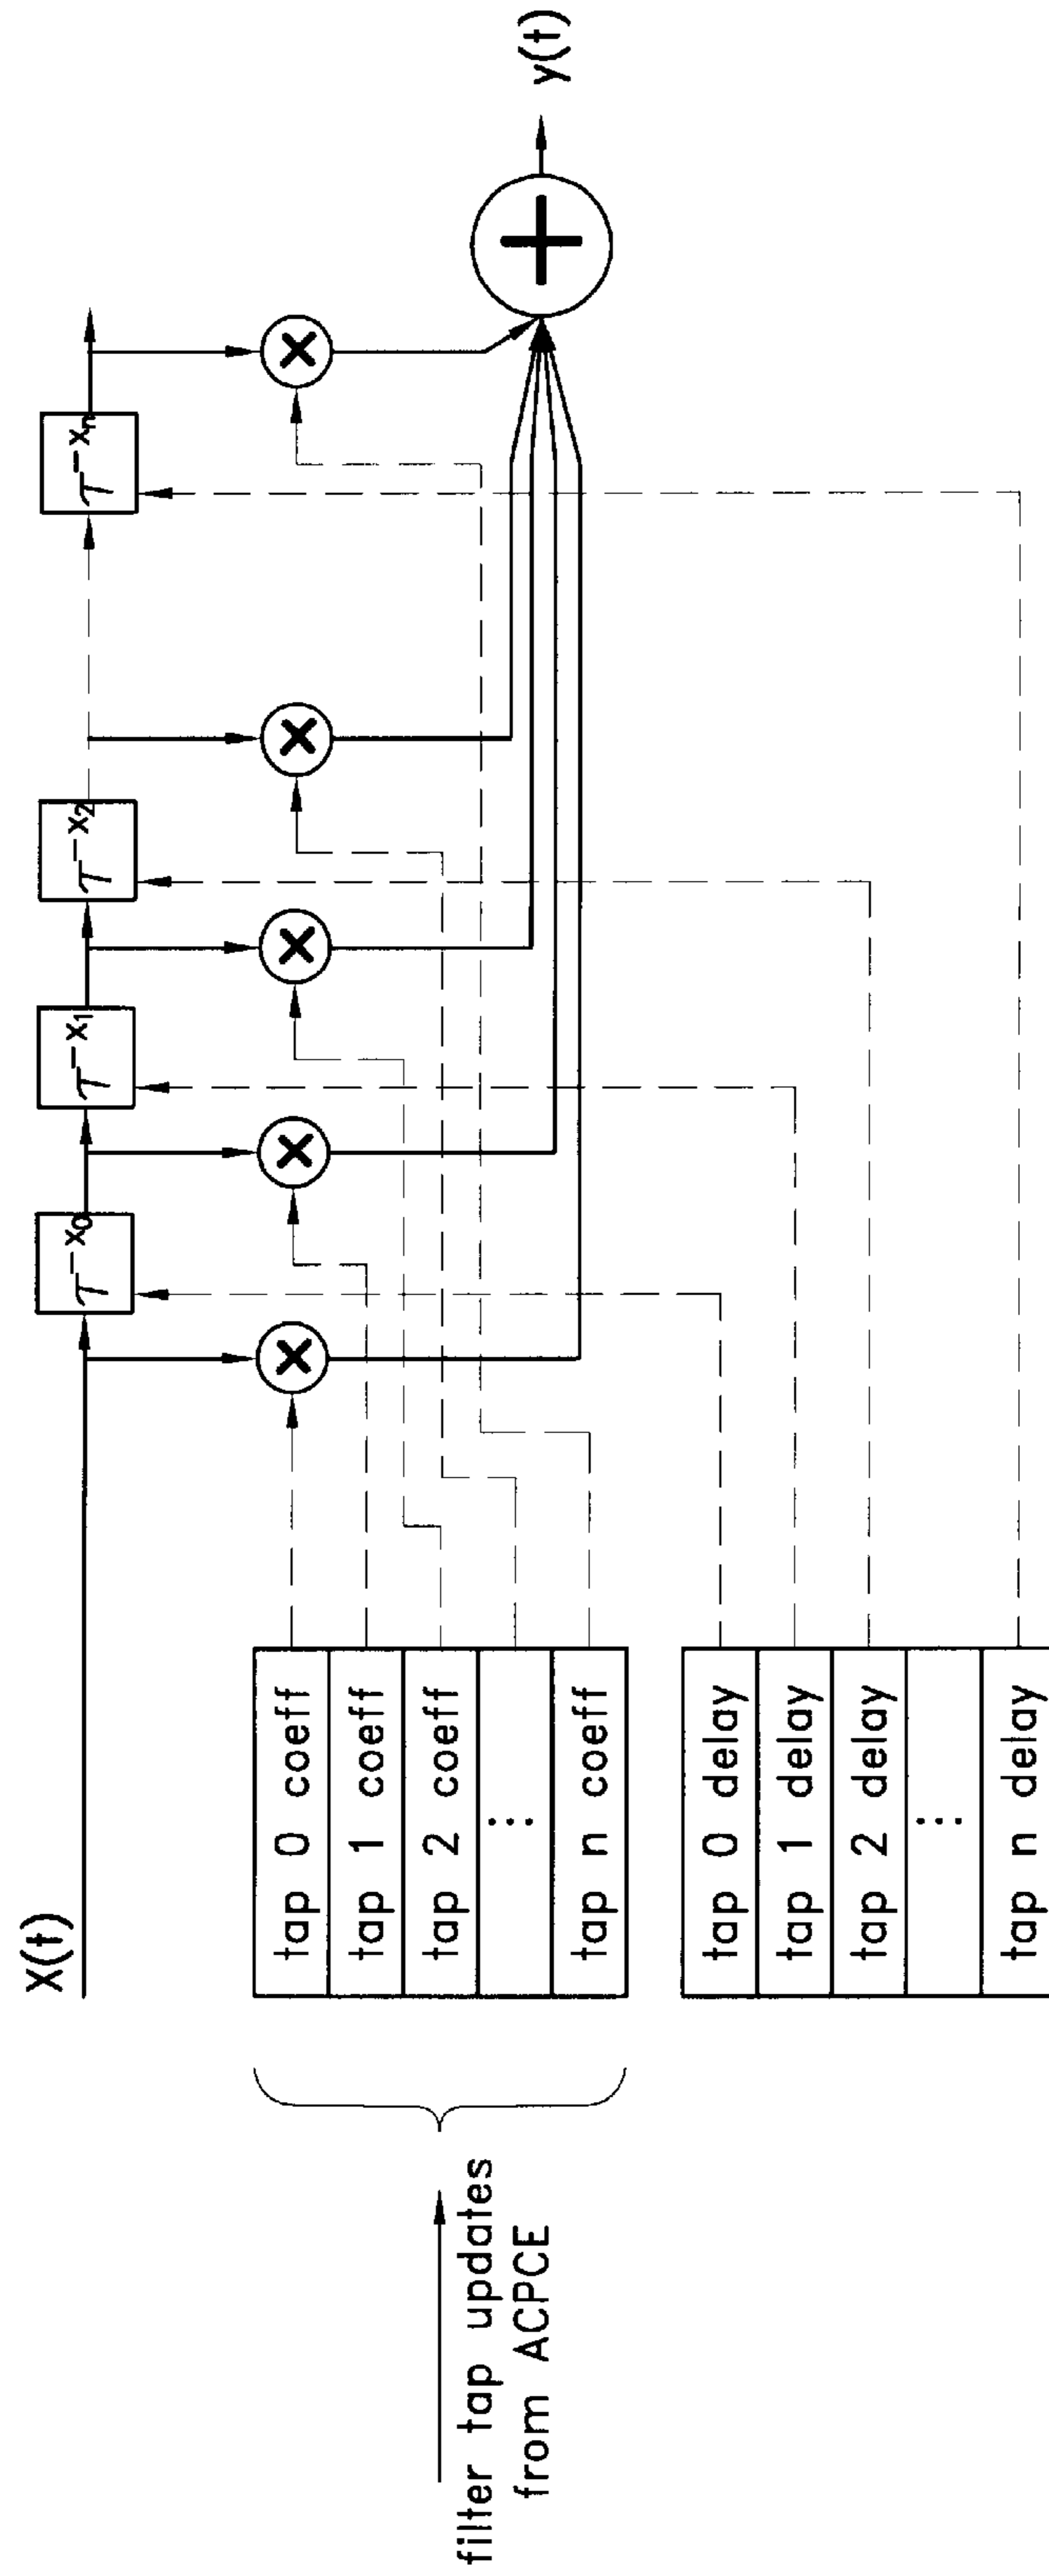 X(t)
τ^-x0
τ^-x1
τ^-x2
τ^-xn
y(t)
tap 0 coeff
tap 1 coeff
tap 2 coeff
⋮
tap n coeff
filter tap updates
from ACPCE
tap 0 delay
tap 1 delay
tap 2 delay
⋮
tap n delay